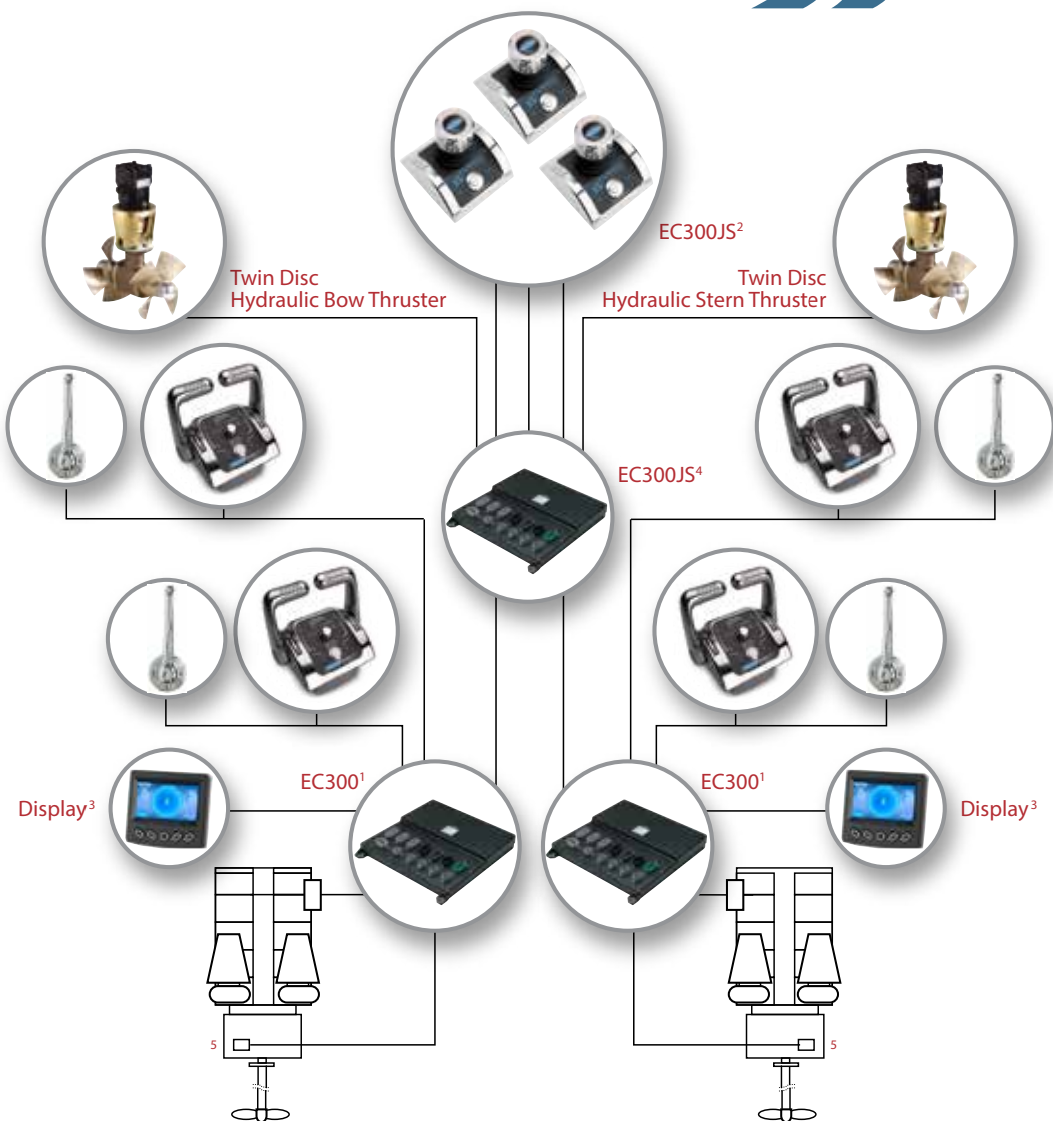 EC300JS²
Twin Disc
Hydraulic Bow Thruster
Twin Disc
Hydraulic Stern Thruster
EC300JS⁴
EC300¹
EC300¹
Display³
Display³
5
5